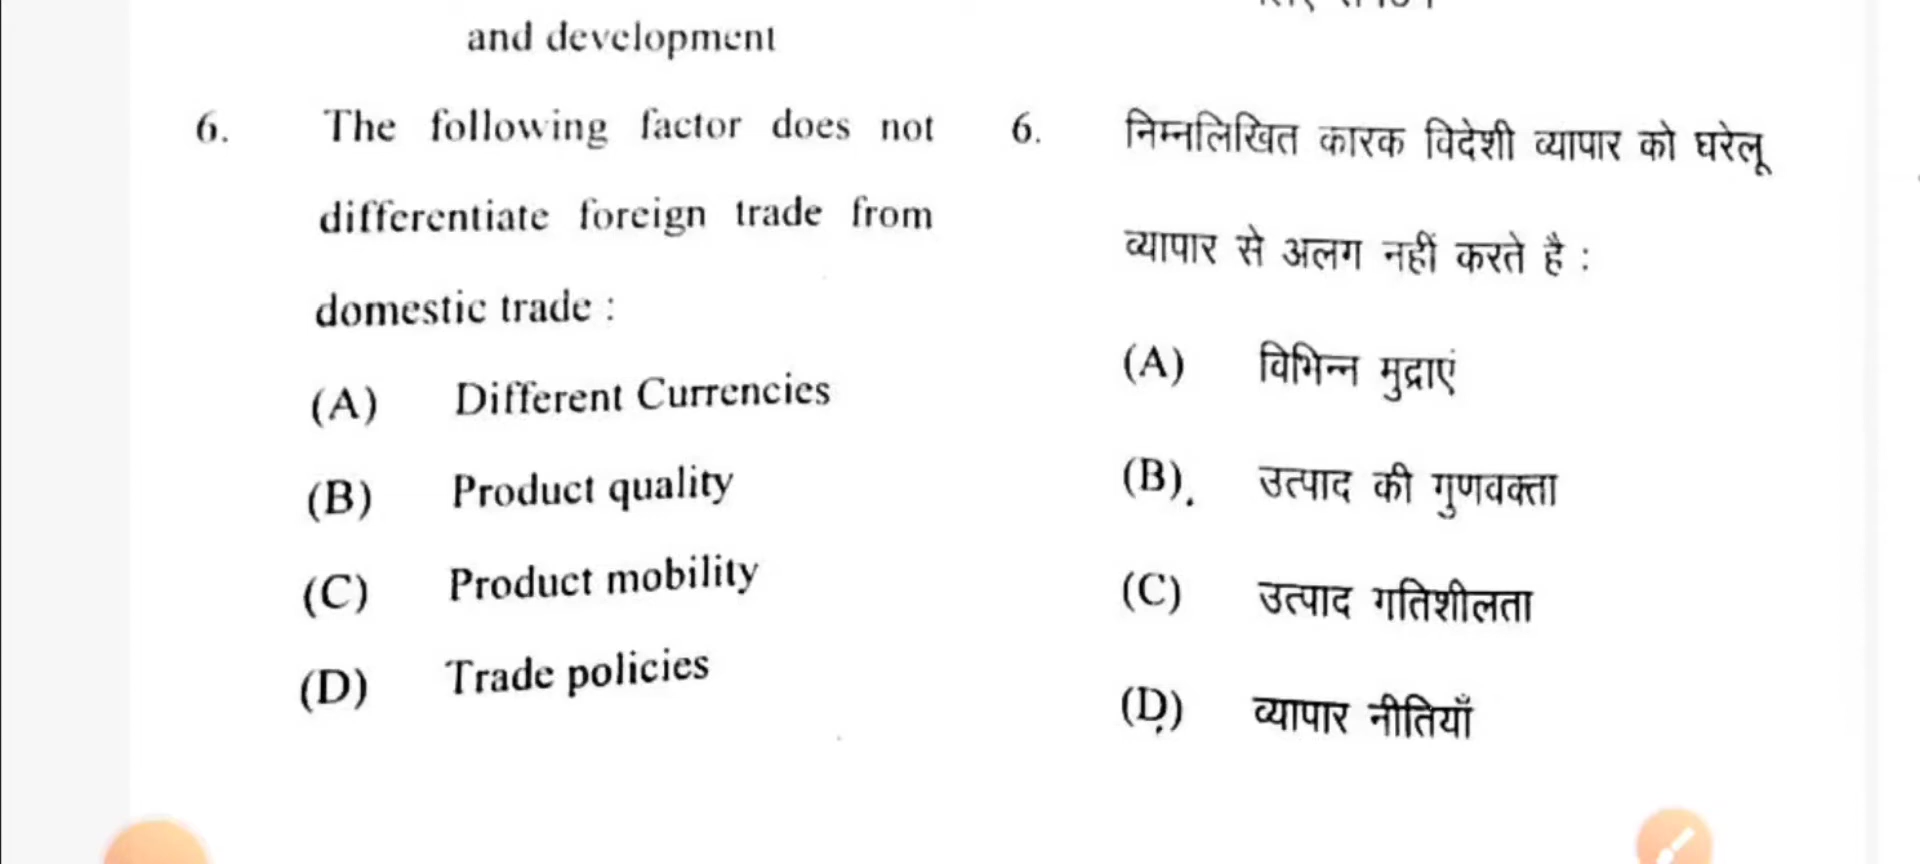 and development
6. The following factor does not
differentiate foreign trade from
domestic trade :
(A) Different Currencies
(B) Product quality
(C) Product mobility
(D) Trade policies
6. निम्नलिखित कारक विदेशी व्यापार को घरेलू
व्यापार से अलग नहीं करते है :
(A) विभिन्न मुद्राएं
(B). उत्पाद की गुणवक्ता
(C) उत्पाद गतिशीलता
(D) व्यापार नीतियाँ